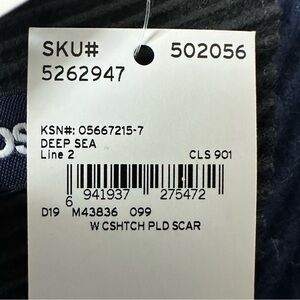 SKU# 502056
5262947
KSN#: 05667215-7
DEEP SEA
Line 2 CLS 901
6 941937 275472
D19 M43836 099
W CSHTCH PLD SCAR